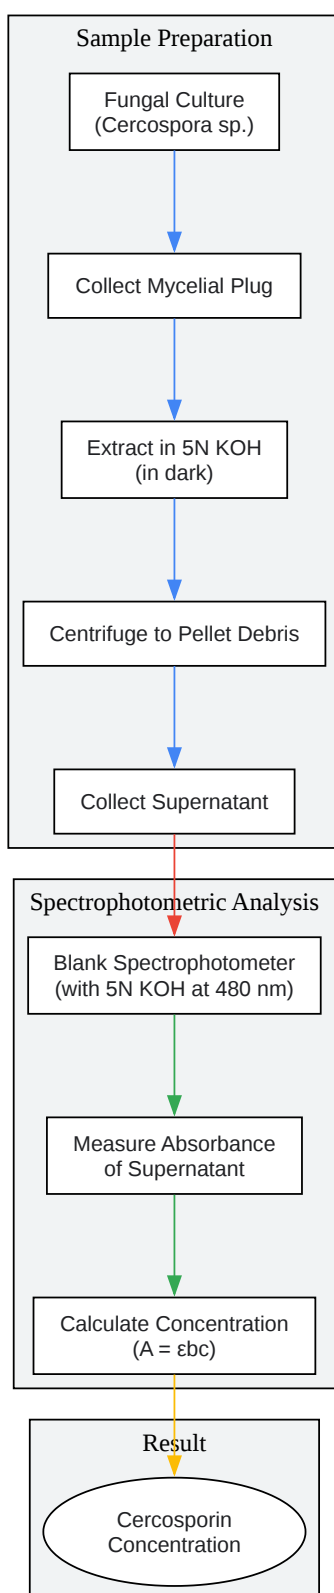 Sample Preparation
Fungal Culture
(Cercospora sp.)
Collect Mycelial Plug
Extract in 5N KOH
(in dark)
Centrifuge to Pellet Debris
Collect Supernatant
Spectrophotometric Analysis
Blank Spectrophotometer
(with 5N KOH at 480 nm)
Measure Absorbance
of Supernatant
Calculate Concentration
(A = εbc)
Result
Cercosporin
Concentration